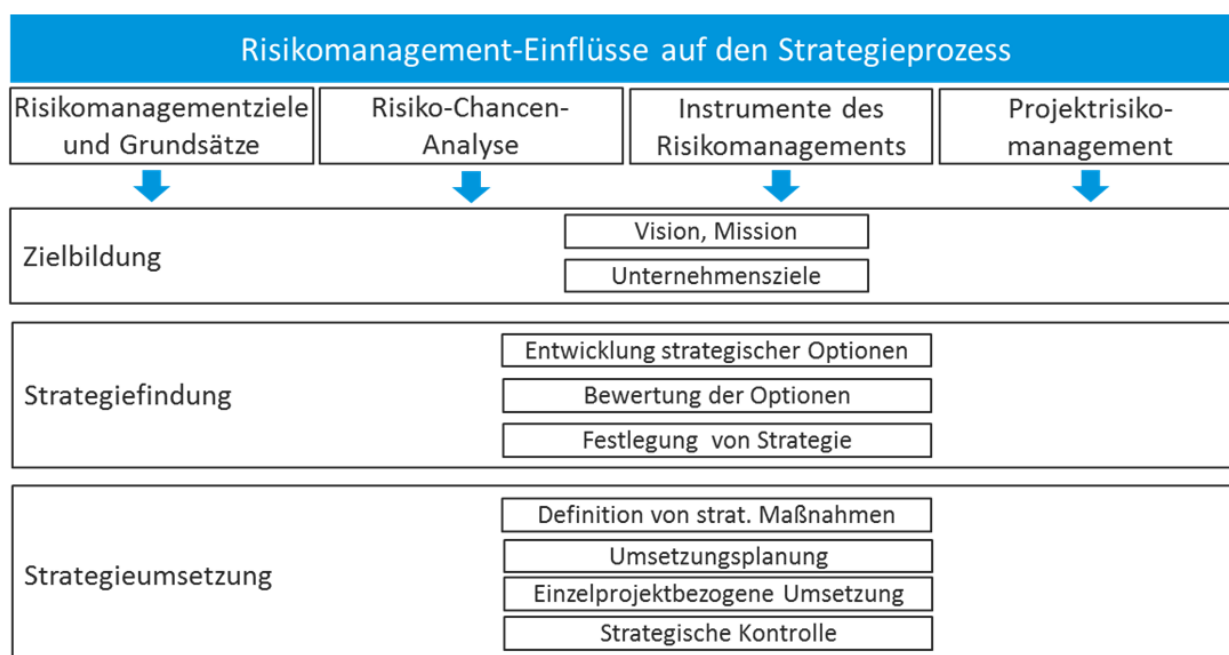 Risikomanagement-Einflüsse auf den Strategieprozess
Risikomanagementziele
und Grundsätze
Risiko-Chancen-
Analyse
Instrumente des
Risikomanagements
Projektrisiko-
management
Zielbildung
Vision, Mission
Unternehmensziele
Strategiefindung
Entwicklung strategischer Optionen
Bewertung der Optionen
Festlegung von Strategie
Strategieumsetzung
Definition von strat. Maßnahmen
Umsetzungsplanung
Einzelprojektbezogene Umsetzung
Strategische Kontrolle